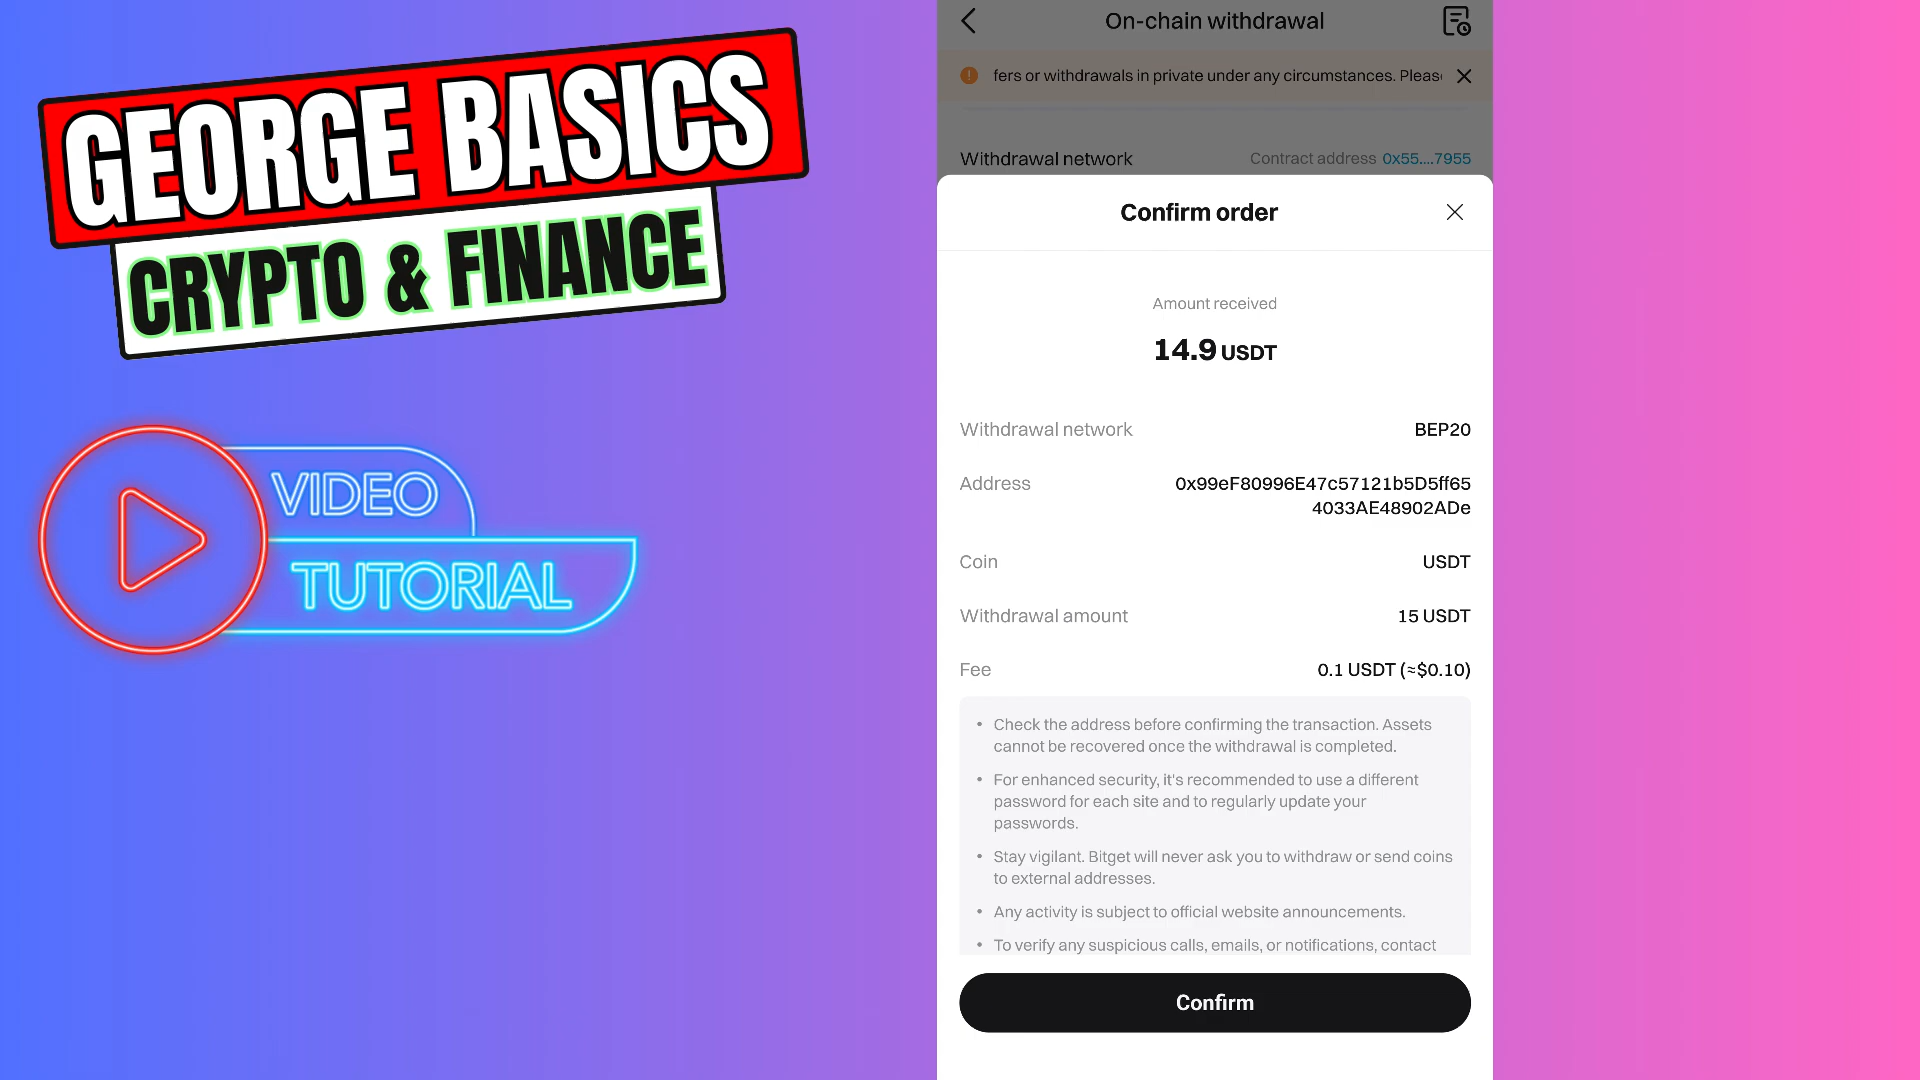 GEORGE BASICS
CRYPTO & FINANCE
VIDEO
TUTORIAL
On-chain withdrawal
fers or withdrawals in private under any circumstances. Pleas
Withdrawal network
Contract address 0x55....7955
Confirm order
Amount received
14.9 USDT
Withdrawal network
BEP20
Address
0x99eF80996E47c57121b5D5ff65
4033AE48902ADe
Coin
USDT
Withdrawal amount
15 USDT
Fee
0.1 USDT (≈$0.10)
• Check the address before confirming the transaction. Assets
cannot be recovered once the withdrawal is completed.
• For enhanced security, it's recommended to use a different
password for each site and to regularly update your
passwords.
• Stay vigilant. Bitget will never ask you to withdraw or send coins
to external addresses.
• Any activity is subject to official website announcements.
• To verify any suspicious calls, emails, or notifications, contact
Confirm